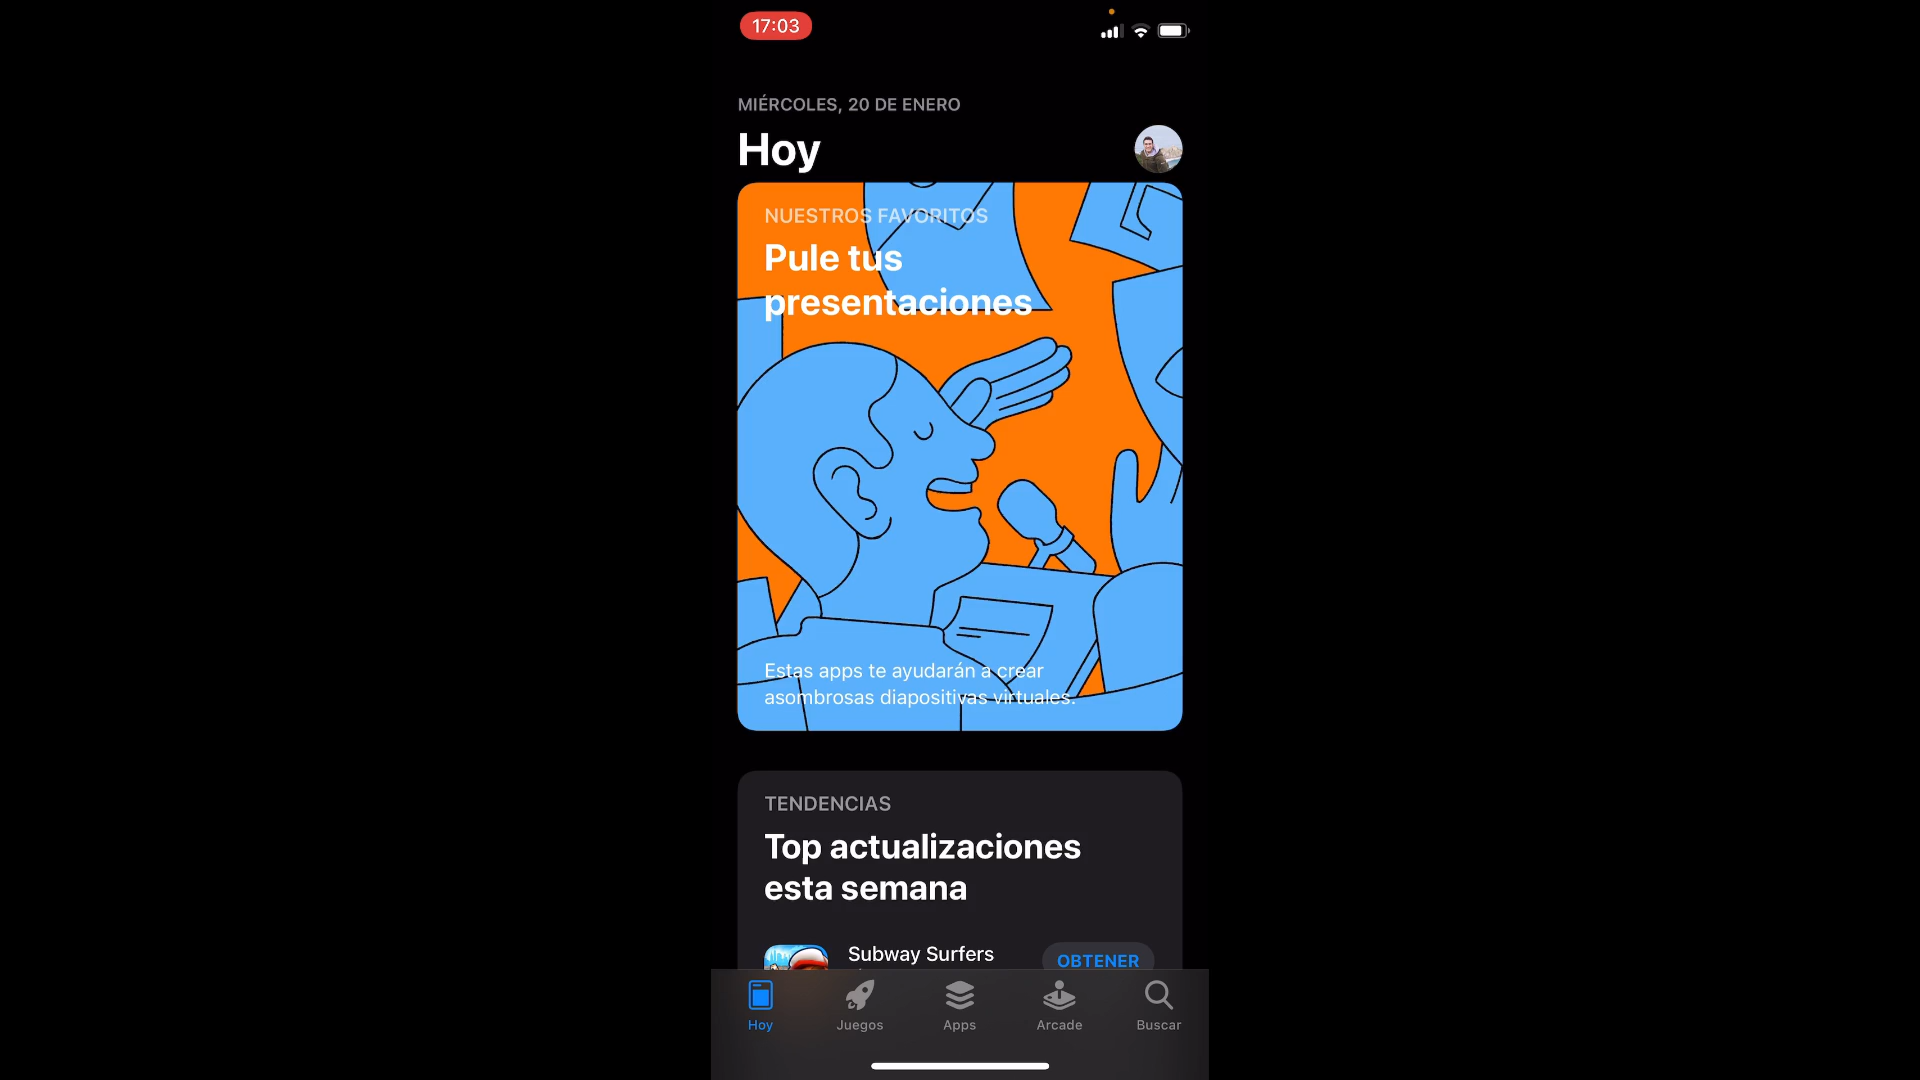 17:03
MIÉRCOLES, 20 DE ENERO
Hoy
NUESTROS FAVORITOS
Pule tus
presentaciones
Estas apps te ayudarán a crear
asombrosas diapositivas virtuales.
TENDENCIAS
Top actualizaciones
esta semana
Subway Surfers
OBTENER
Hoy
Juegos
Apps
Arcade
Buscar